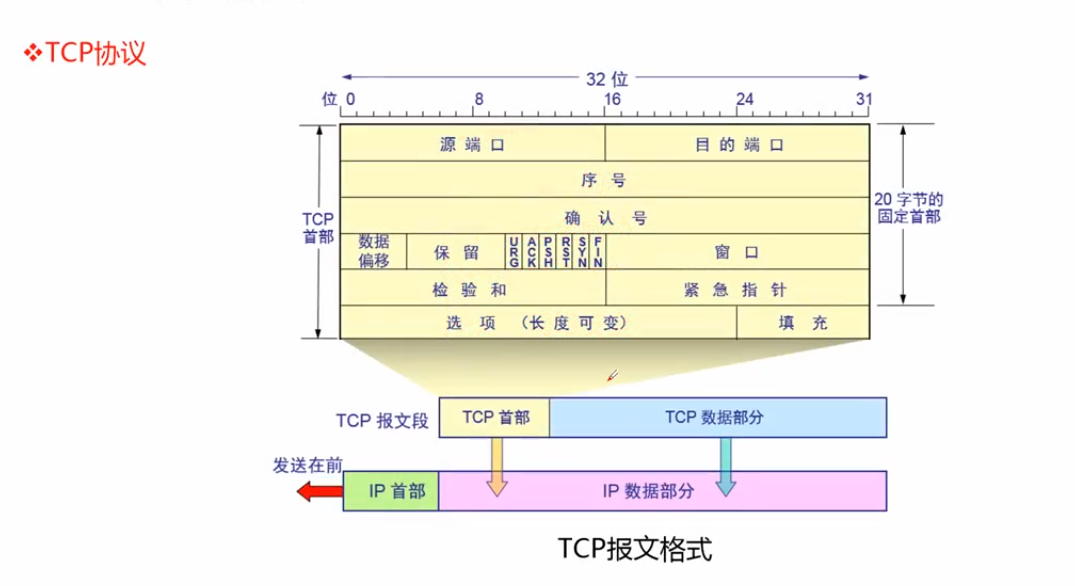 ❖TCP协议
32 位
位 0 8 16 24 31
源 端 口 目 的 端 口
序 号
20 字节的
固定首部
TCP
首部
确 认 号
数据
偏移
保 留
URG ACK PSH RST SYN FIN
窗 口
检 验 和 紧 急 指 针
选 项 (长 度 可 变) 填 充
TCP 报文段 TCP 首部 TCP 数据部分
发送在前
IP 首部 IP 数据部分
TCP报文格式